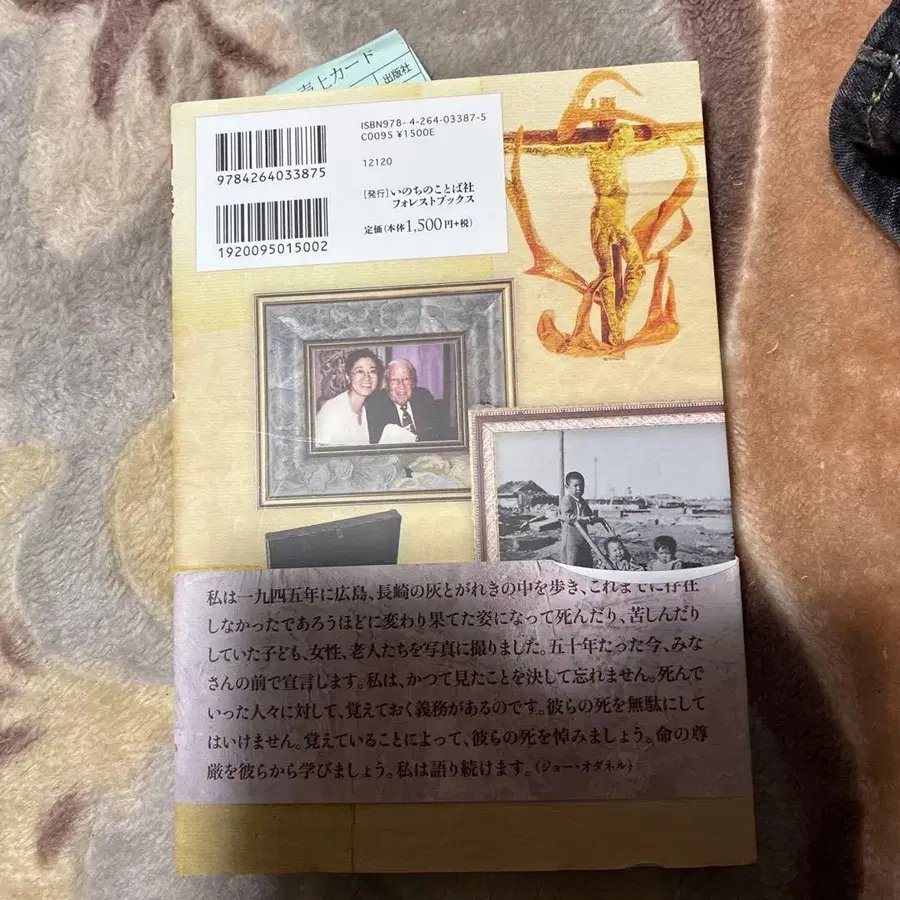 売上カード
出版社
ISBN978-4-264-03387-5
C0095 ¥1500E
12120
9784264033875
[発行]いのちのことば社
フォレストブックス
定価(本体1,500円+税)
1920095015002
私は一九四五年に広島、長崎の灰とがれきの中を歩き、これまでに存在
しなかったであろうほどに変わり果てた姿になって死んだり、苦しんだり
していた子ども、女性、老人たちを写真に撮りました。五十年たった今、みな
さんの前で宣言します。私は、かつて見たことを決して忘れません。死んで
いった人々に対して、覚えておく義務があるのです。彼らの死を無駄にして
はいけません。覚えていることによって、彼らの死を悼みましょう。命の尊
厳を彼らから学びましょう。私は語り続けます。(ジョー・オダネル)